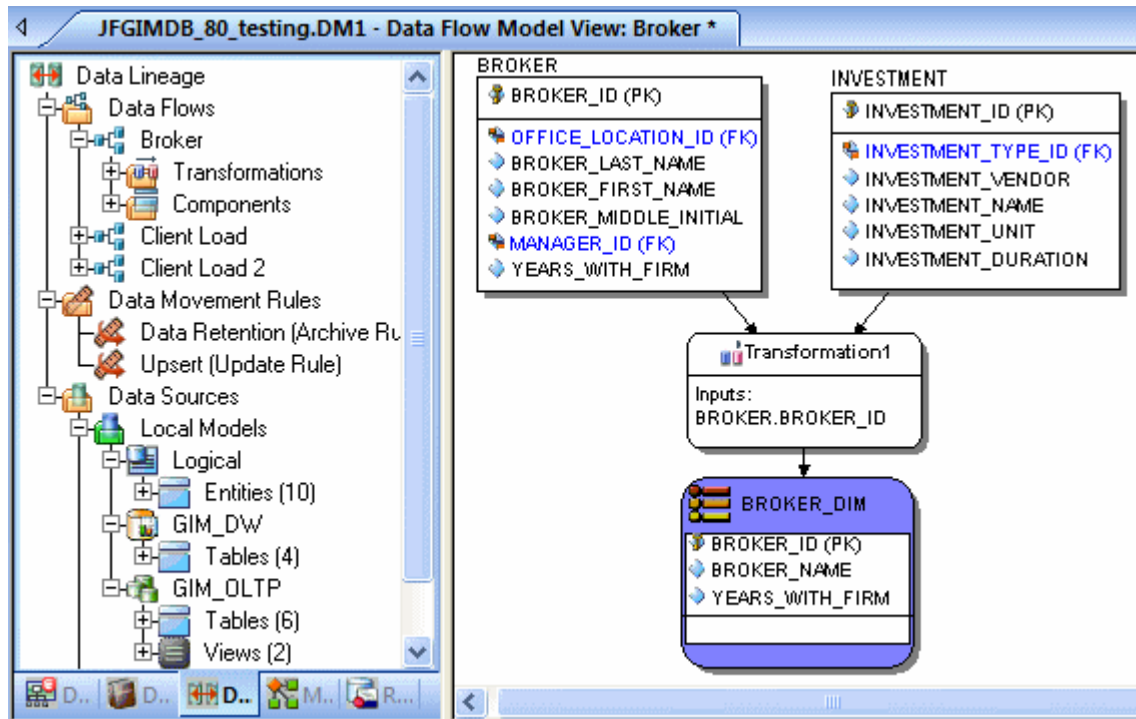 JFGIMDB_80_testing.DM1 - Data Flow Model View: Broker *
Data Lineage
Data Flows
Broker
Transformations
Components
Client Load
Client Load 2
Data Movement Rules
Data Retention (Archive Ru
Upsert (Update Rule)
Data Sources
Local Models
Logical
Entities (10)
GIM_DW
Tables (4)
GIM_OLTP
Tables (6)
Views (2)
D..
D..
D..
M..
R...
BROKER
BROKER_ID (PK)
OFFICE_LOCATION_ID (FK)
BROKER_LAST_NAME
BROKER_FIRST_NAME
BROKER_MIDDLE_INITIAL
MANAGER_ID (FK)
YEARS_WITH_FIRM
INVESTMENT
INVESTMENT_ID (PK)
INVESTMENT_TYPE_ID (FK)
INVESTMENT_VENDOR
INVESTMENT_NAME
INVESTMENT_UNIT
INVESTMENT_DURATION
Transformation1
Inputs:
BROKER.BROKER_ID
BROKER_DIM
BROKER_ID (PK)
BROKER_NAME
YEARS_WITH_FIRM